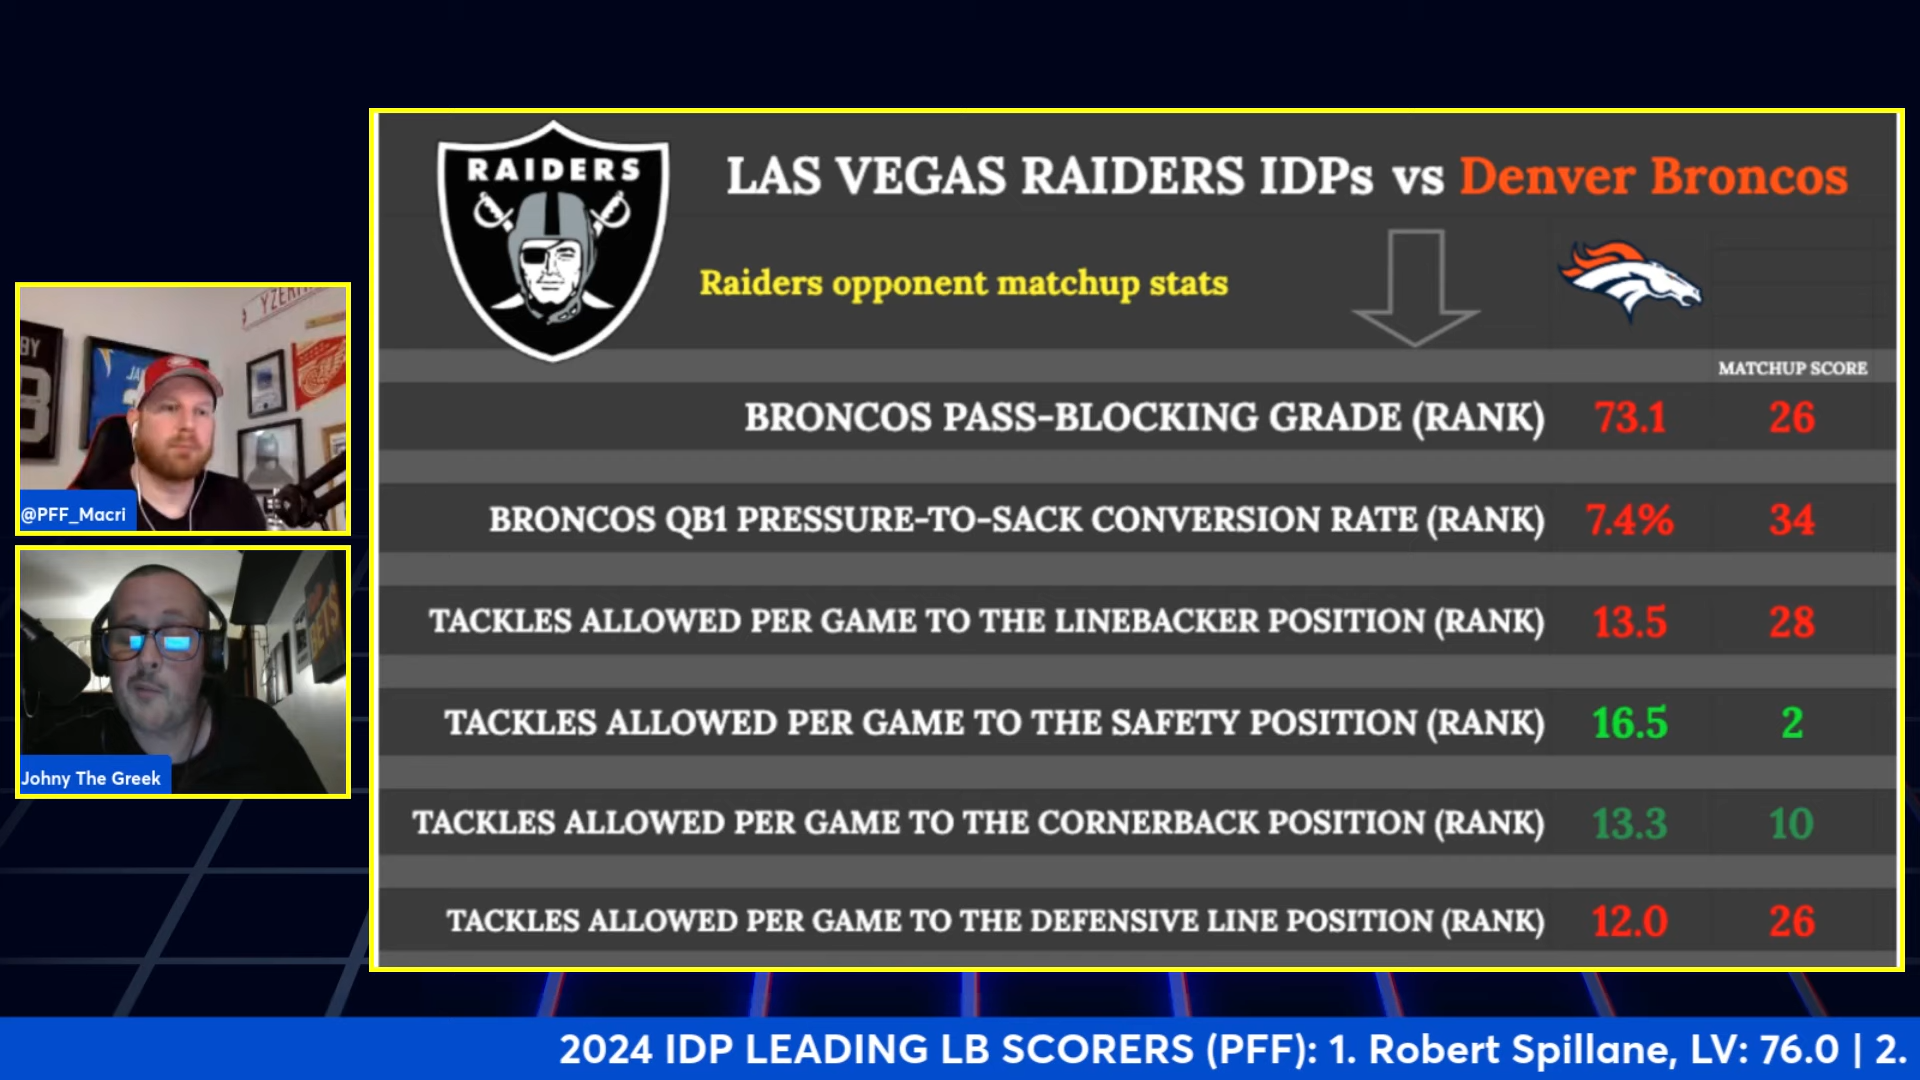 RAIDERS
LAS VEGAS RAIDERS IDPs vs Denver Broncos
Raiders opponent matchup stats
MATCHUP SCORE
BRONCOS PASS-BLOCKING GRADE (RANK) 73.1 26
BRONCOS QB1 PRESSURE-TO-SACK CONVERSION RATE (RANK) 7.4% 34
TACKLES ALLOWED PER GAME TO THE LINEBACKER POSITION (RANK) 13.5 28
TACKLES ALLOWED PER GAME TO THE SAFETY POSITION (RANK) 16.5 2
TACKLES ALLOWED PER GAME TO THE CORNERBACK POSITION (RANK) 13.3 10
TACKLES ALLOWED PER GAME TO THE DEFENSIVE LINE POSITION (RANK) 12.0 26
@PFF_Macri
Johny The Greek
2024 IDP LEADING LB SCORERS (PFF): 1. Robert Spillane, LV: 76.0 | 2.